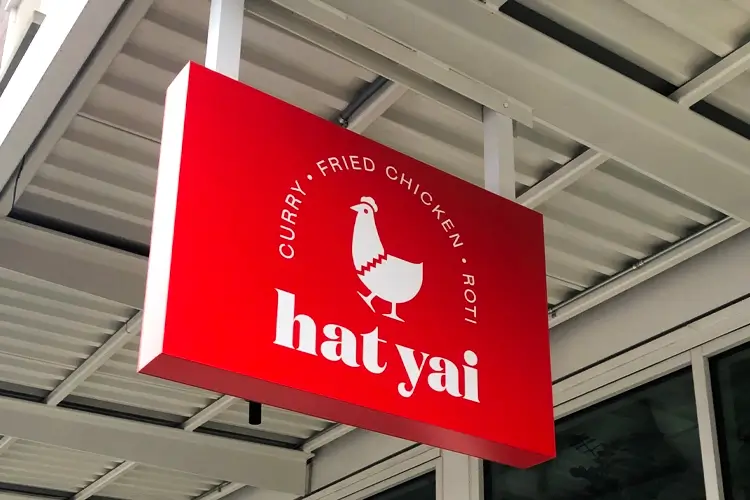 CURRY • FRIED CHICKEN • ROTI
hat yai